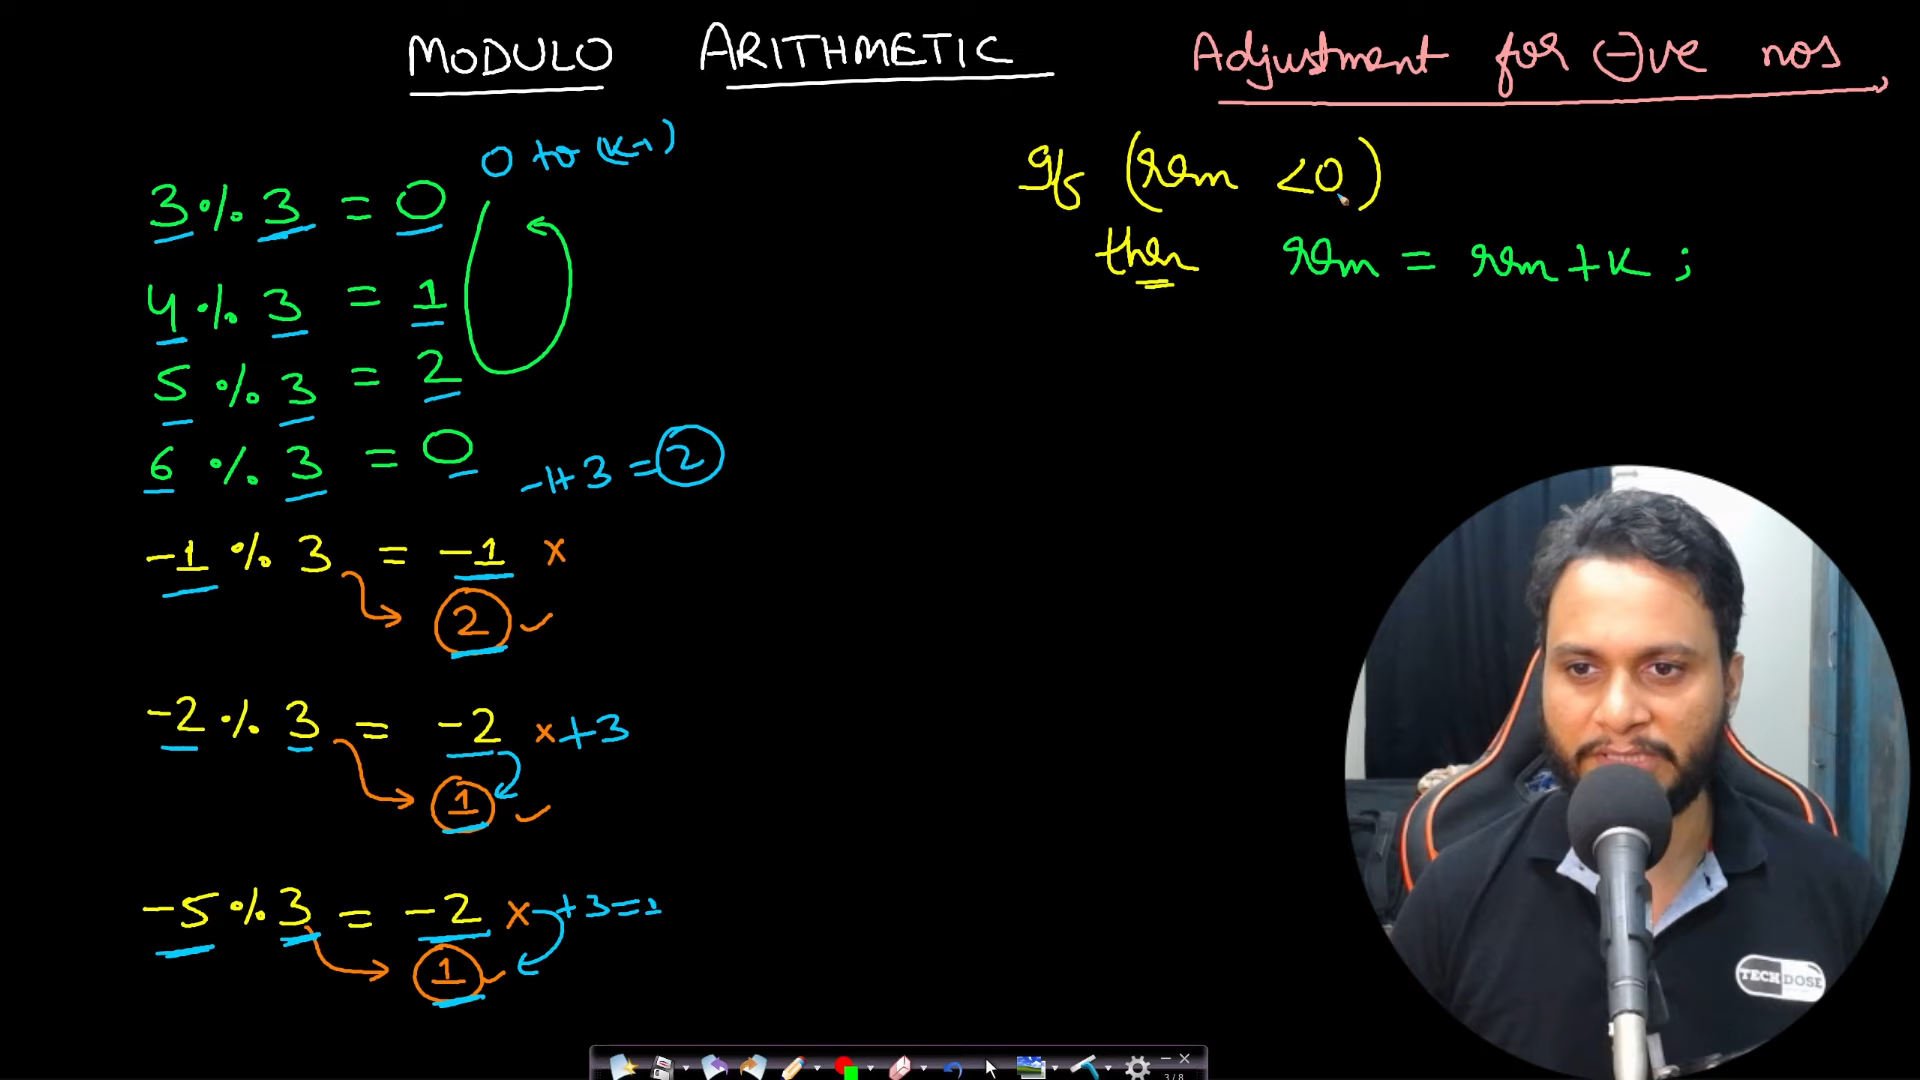 MODULO ARITHMETIC
Adjustment for ⊖ve nos
0 to (k-1)
3 % 3 = 0
4 % 3 = 1
5 % 3 = 2
6 % 3 = 0
-1+3 = 2
-1 % 3 = -1 x
2 ✓
-2 % 3 = -2 x +3
1 ✓
-5 % 3 = -2 x +3=1
1 ✓
If (rem <0)
then rem = rem + k ;
TECH DOSE
3 / 8